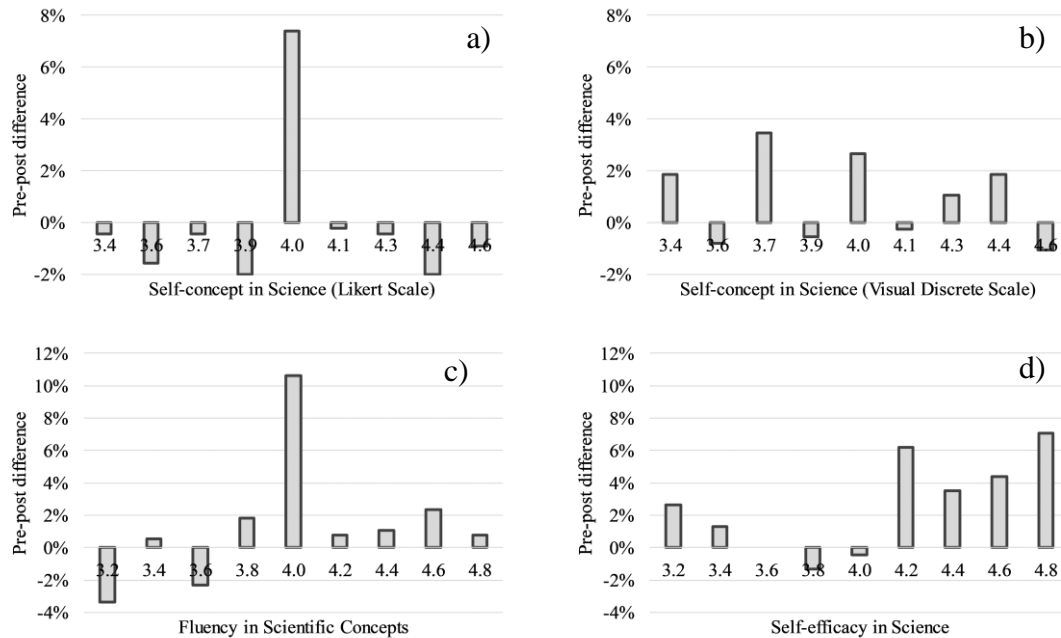 a)
8%
6%
4%
2%
0%
-2%
Pre-post difference
3.4 3.6 3.7 3.9 4.0 4.1 4.3 4.4 4.6
Self-concept in Science (Likert Scale)
b)
8%
6%
4%
2%
0%
-2%
Pre-post difference
3.4 3.6 3.7 3.9 4.0 4.1 4.3 4.4 4.6
Self-concept in Science (Visual Discrete Scale)
c)
12%
10%
8%
6%
4%
2%
0%
-2%
-4%
Pre-post difference
3.2 3.4 3.6 3.8 4.0 4.2 4.4 4.6 4.8
Fluency in Scientific Concepts
d)
12%
10%
8%
6%
4%
2%
0%
-2%
-4%
Pre-post difference
3.2 3.4 3.6 3.8 4.0 4.2 4.4 4.6 4.8
Self-efficacy in Science